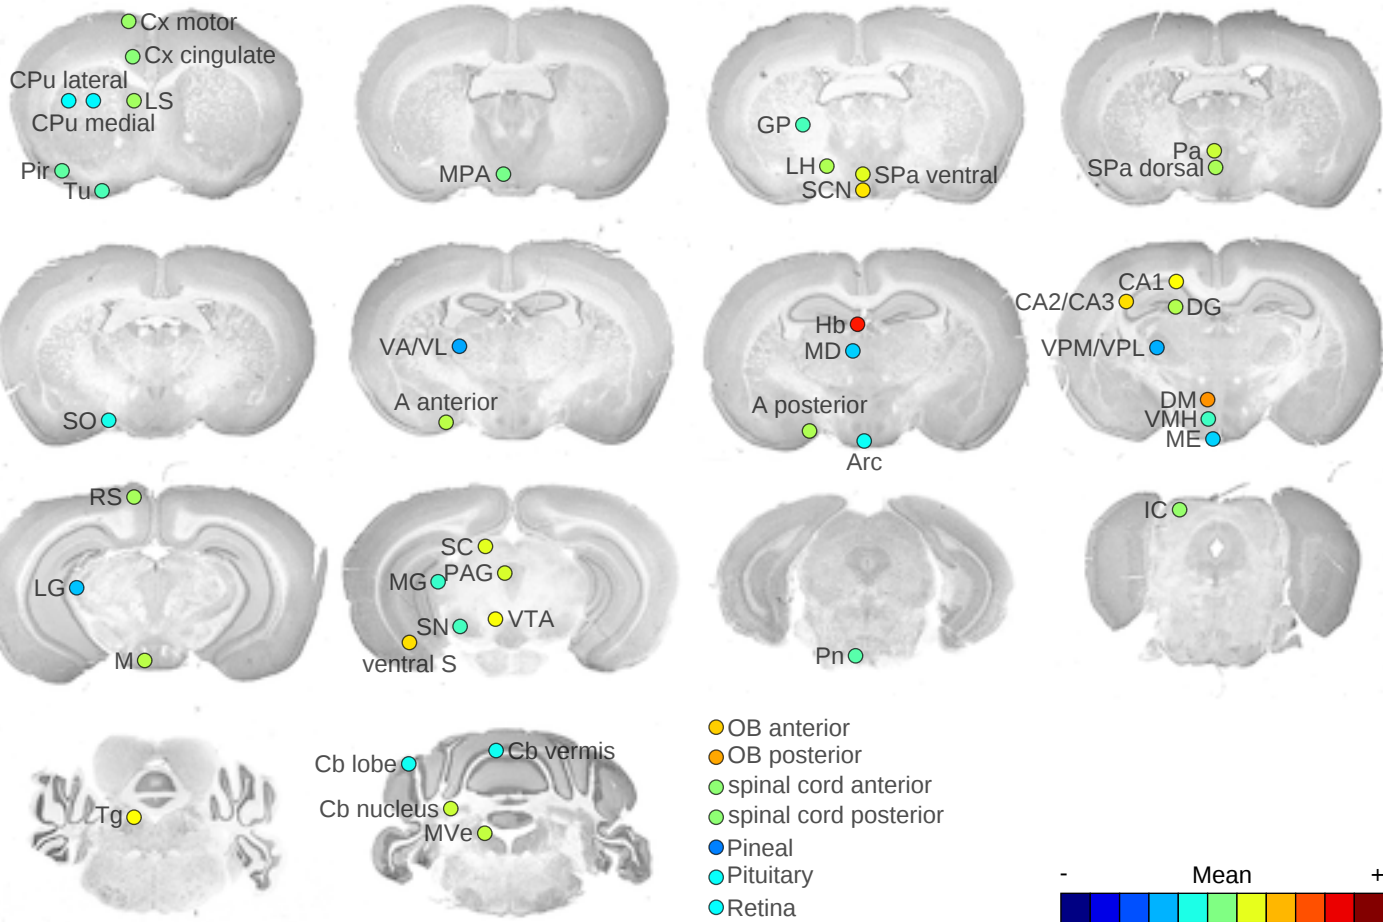 Cx motor
Cx cingulate
CPu lateral
LS
CPu medial
Pir
Tu
MPA
GP
LH
SPa ventral
SCN
Pa
SPa dorsal
SO
VA/VL
A anterior
Hb
MD
A posterior
Arc
CA1
CA2/CA3
DG
VPM/VPL
DM
VMH
ME
RS
LG
M
SC
MG
PAG
SN
VTA
ventral S
Pn
IC
Tg
Cb lobe
Cb vermis
Cb nucleus
MVe
OB anterior
OB posterior
spinal cord anterior
spinal cord posterior
Pineal
Pituitary
Retina
- Mean +